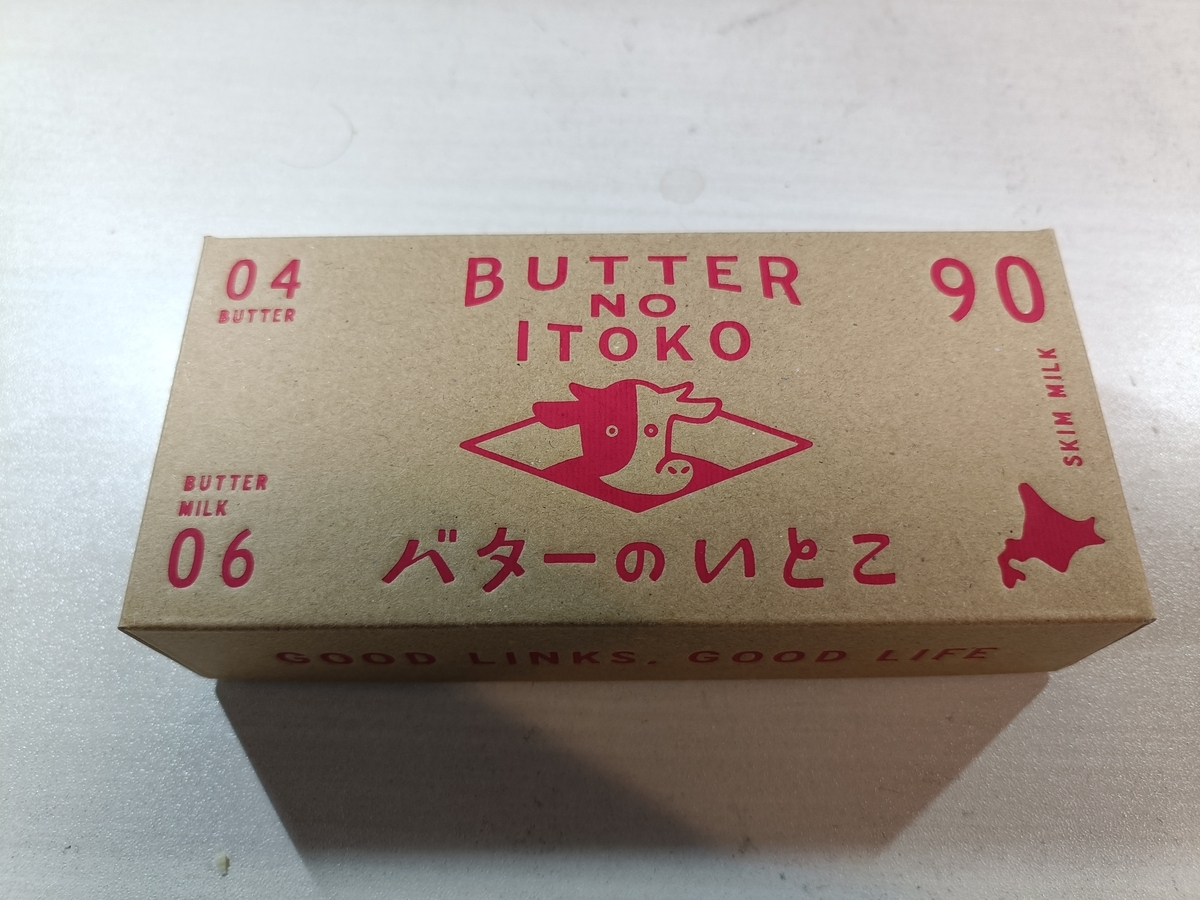 04
BUTTER
BUTTER
NO
ITOKO
90
SKIM MILK
BUTTER
MILK
06
バターのいとこ
GOOD LINKS. GOOD LIFE